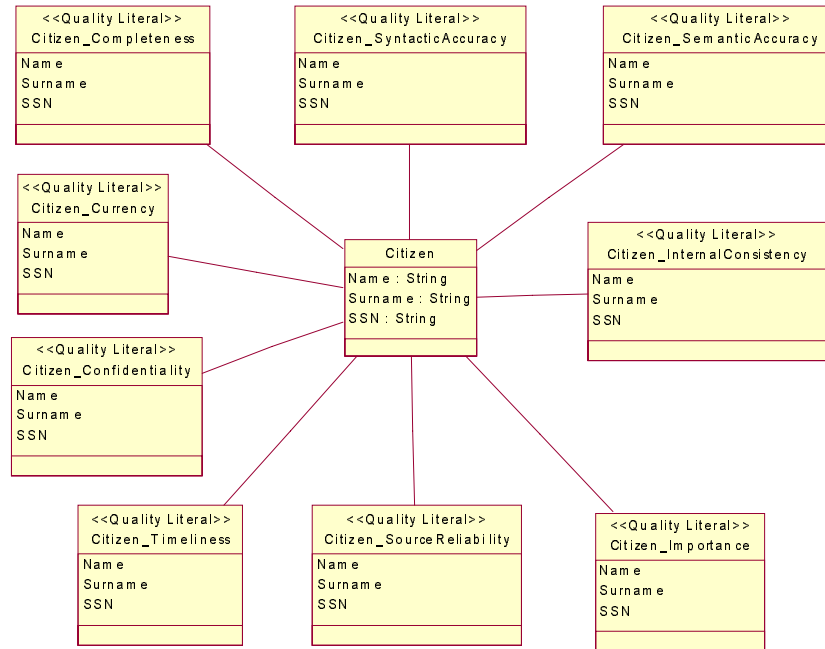 <<Quality Literal>>
Citizen_Completeness
Name
Surname
SSN
<<Quality Literal>>
Citizen_SyntacticAccuracy
Name
Surname
SSN
<<Quality Literal>>
Citizen_SemanticAccuracy
Name
Surname
SSN
<<Quality Literal>>
Citizen_Currency
Name
Surname
SSN
Citizen
Name : String
Surname : String
SSN : String
<<Quality Literal>>
Citizen_InternalConsistency
Name
Surname
SSN
<<Quality Literal>>
Citizen_Confidentiality
Name
Surname
SSN
<<Quality Literal>>
Citizen_Timeliness
Name
Surname
SSN
<<Quality Literal>>
Citizen_SourceReliability
Name
Surname
SSN
<<Quality Literal>>
Citizen_Importance
Name
Surname
SSN